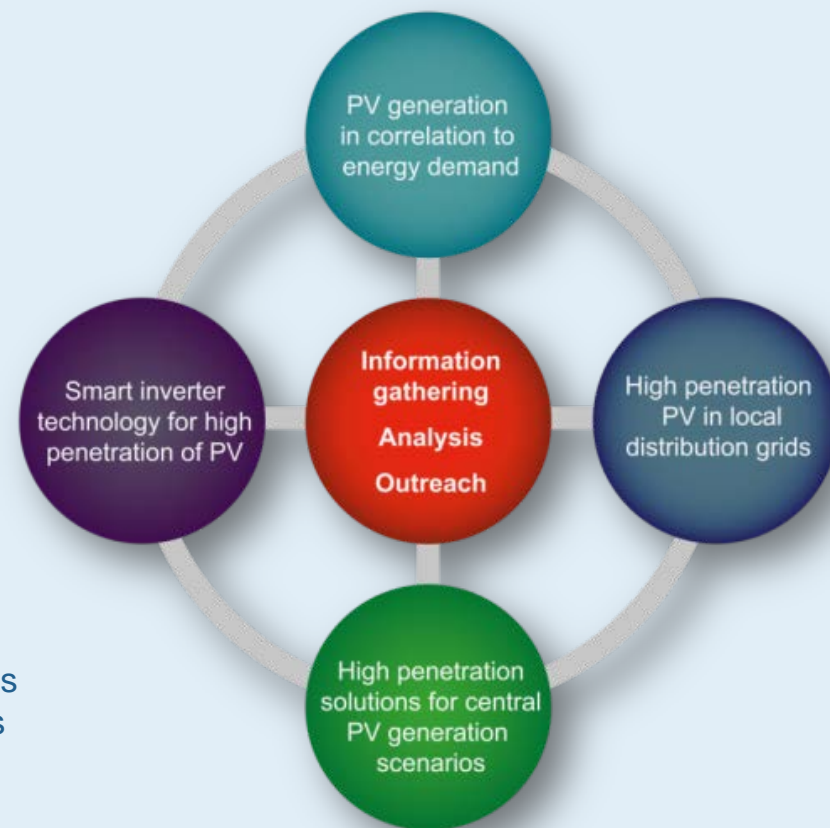 PV generation
in correlation to
energy demand
Smart inverter
technology for high
penetration of PV
Information
gathering
Analysis
Outreach
High penetration
PV in local
distribution grids
High penetration
solutions for central
PV generation
scenarios